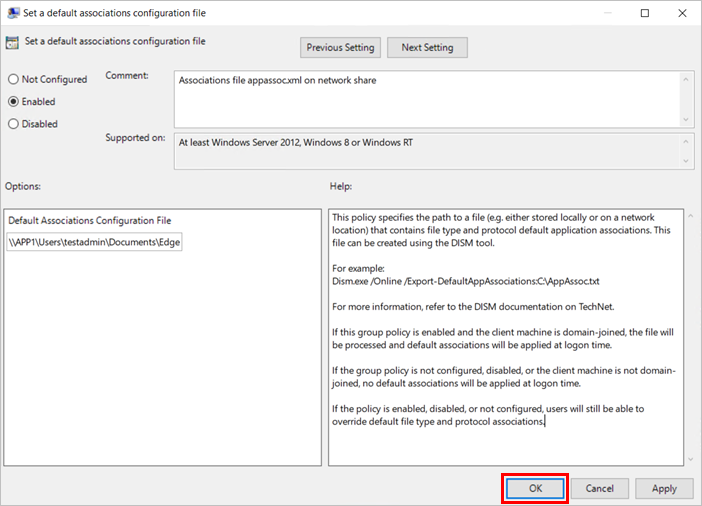 Set a default associations configuration file
Set a default associations configuration file
Previous Setting
Next Setting
Not Configured
Enabled
Disabled
Comment:
Associations file appassoc.xml on network share
Supported on:
At least Windows Server 2012, Windows 8 or Windows RT
Options:
Help:
Default Associations Configuration File
\\APP1\Users\testadmin\Documents\Edge
This policy specifies the path to a file (e.g. either stored locally or on a network
location) that contains file type and protocol default application associations. This
file can be created using the DISM tool.
For example:
Dism.exe /Online /Export-DefaultAppAssociations:C:\AppAssoc.txt
For more information, refer to the DISM documentation on TechNet.
If this group policy is enabled and the client machine is domain-joined, the file will
be processed and default associations will be applied at logon time.
If the group policy is not configured, disabled, or the client machine is not domain-
joined, no default associations will be applied at logon time.
If the policy is enabled, disabled, or not configured, users will still be able to
override default file type and protocol associations.
OK
Cancel
Apply